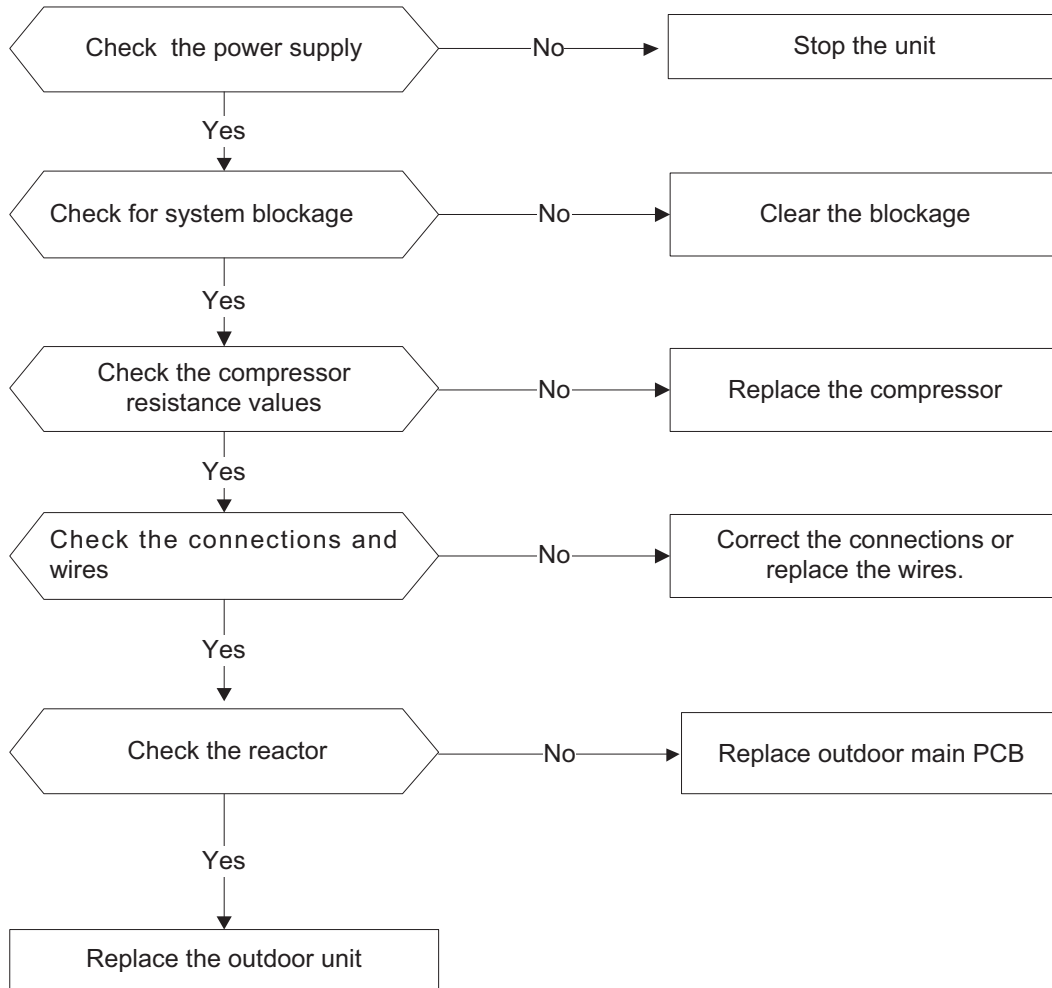 Check the power supply
No
Stop the unit
Yes
Check for system blockage
No
Clear the blockage
Yes
Check the compressor
resistance values
No
Replace the compressor
Yes
Check the connections and
wires
No
Correct the connections or
replace the wires.
Yes
Check the reactor
No
Replace outdoor main PCB
Yes
Replace the outdoor unit